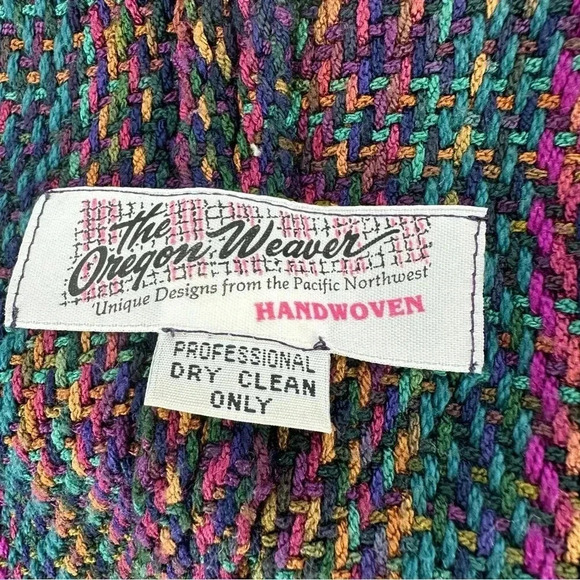 The
Oregon Weaver
Unique Designs from the Pacific Northwest
HANDWOVEN
PROFESSIONAL
DRY CLEAN
ONLY